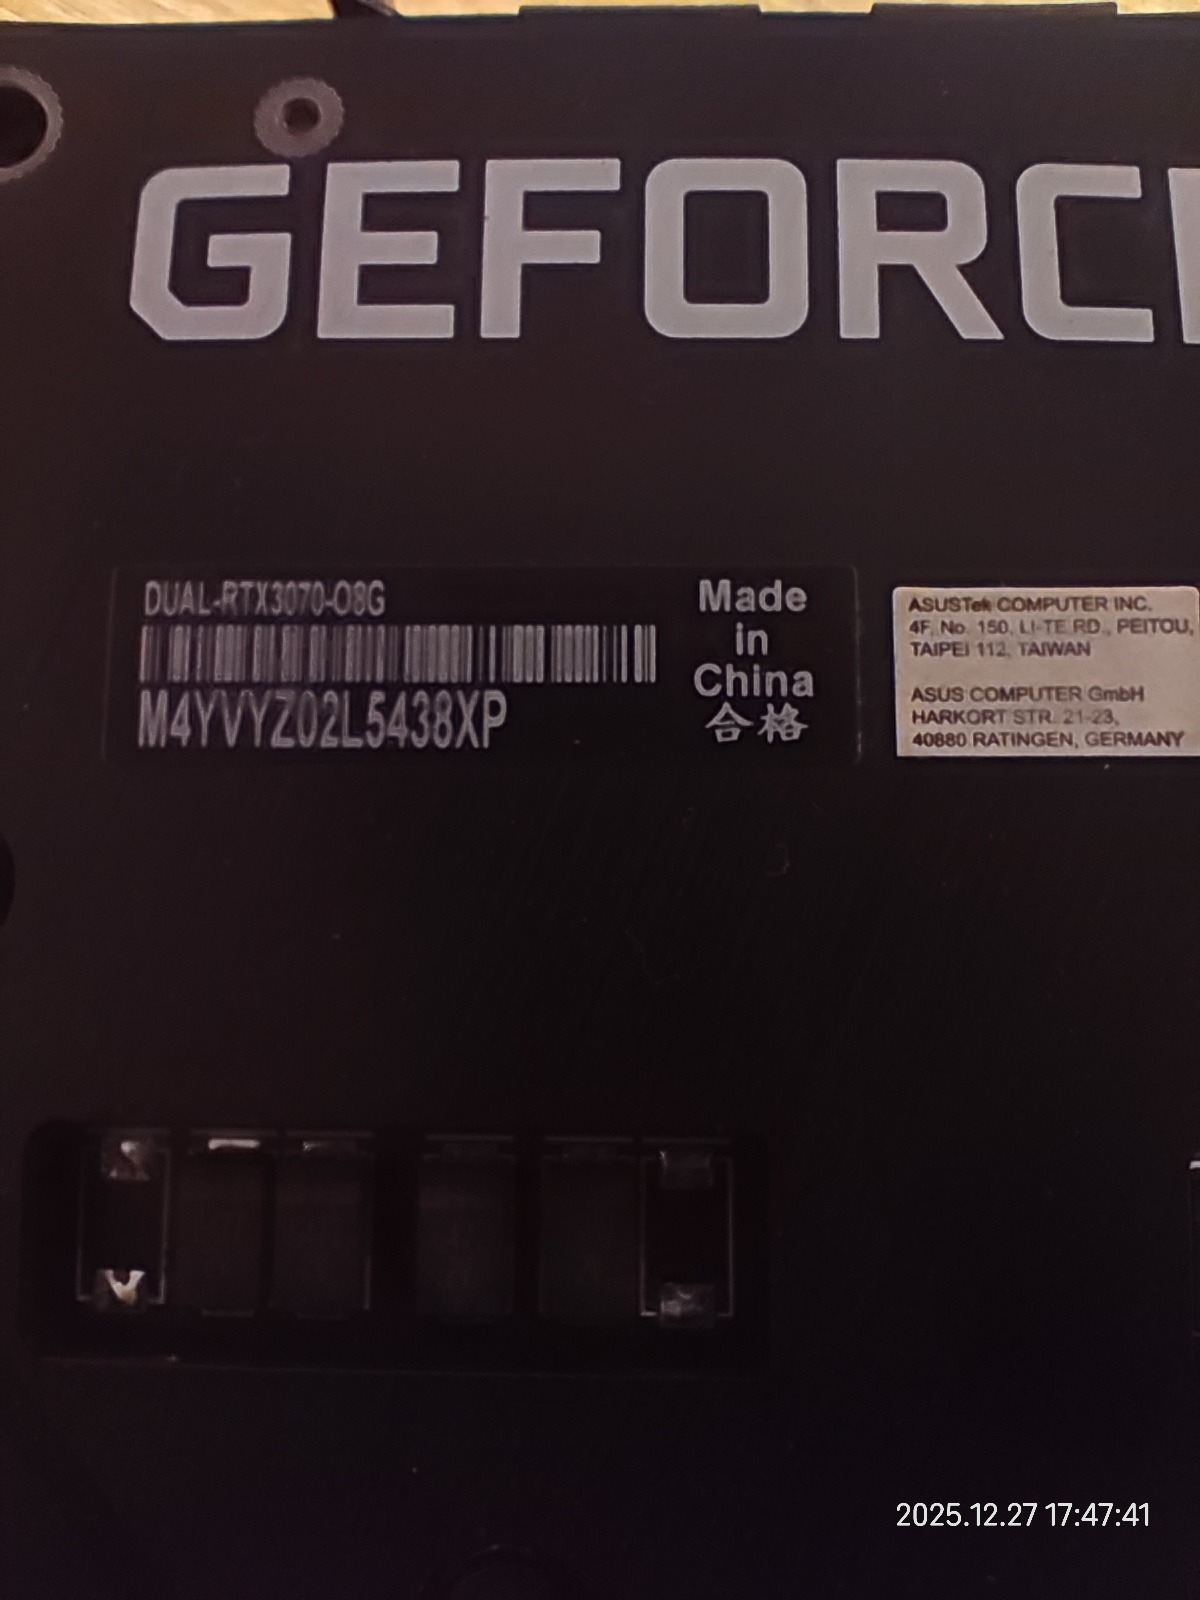 GEFORC
DUAL-RTX3070-O8G
M4YVYZ02L5438XP
Made
in
China
合格
ASUSTek COMPUTER INC.
4F, No. 150, LI-TE RD., PEITOU,
TAIPEI 112, TAIWAN
ASUS COMPUTER GmbH
HARKORT STR. 21-23,
40880 RATINGEN, GERMANY
2025.12.27 17:47:41